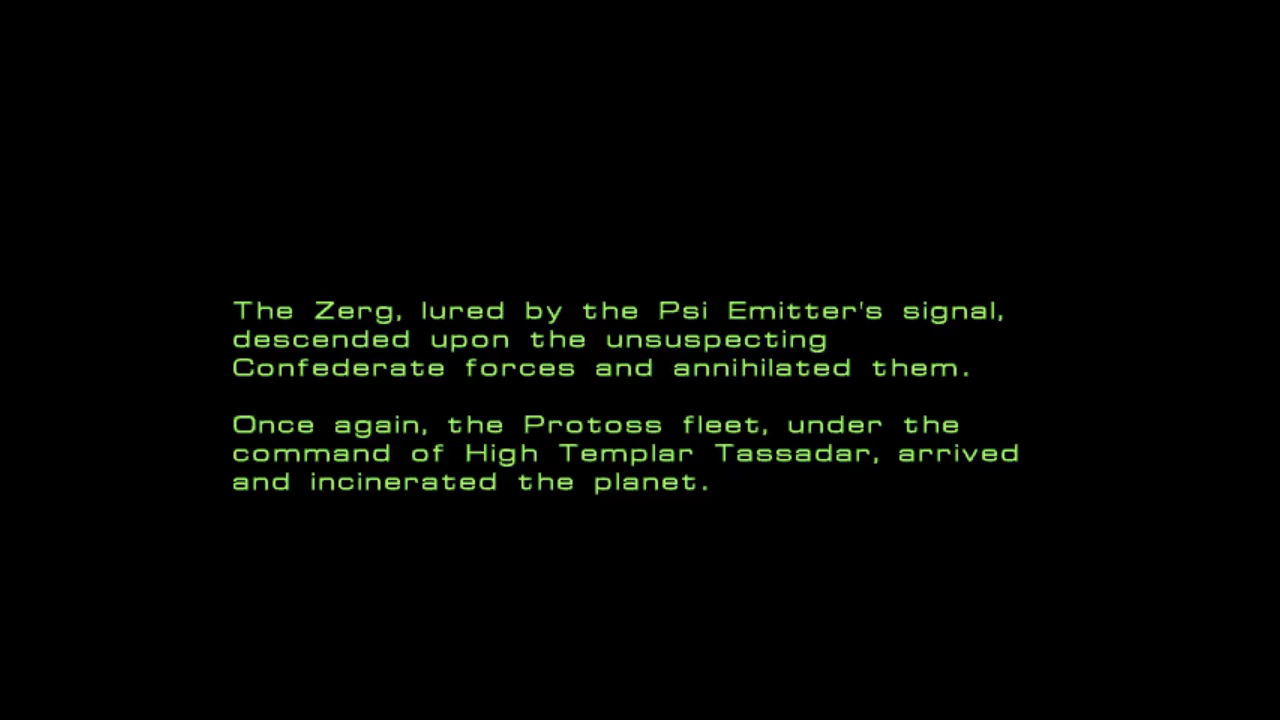 The Zerg, lured by the Psi Emitter's signal,
descended upon the unsuspecting
Confederate forces and annihilated them.
Once again, the Protoss fleet, under the
command of High Templar Tassadar, arrived
and incinerated the planet.